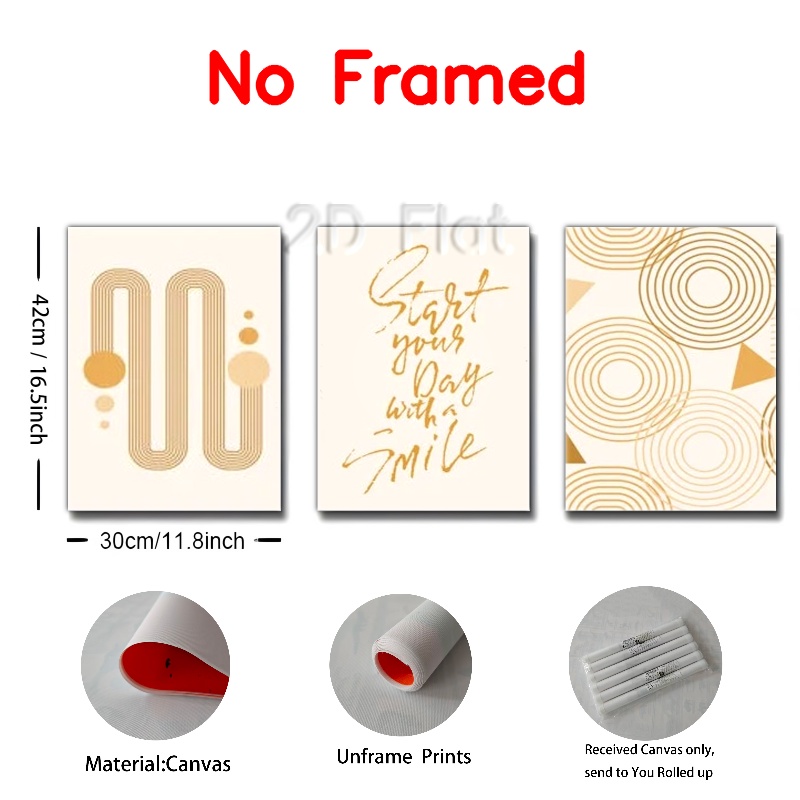 No Framed
2D Flat
42cm / 16.5inch
Start
your
Day
with a
Smile
30cm/11.8inch
Material:Canvas
Unframe Prints
Received Canvas only,
send to You Rolled up